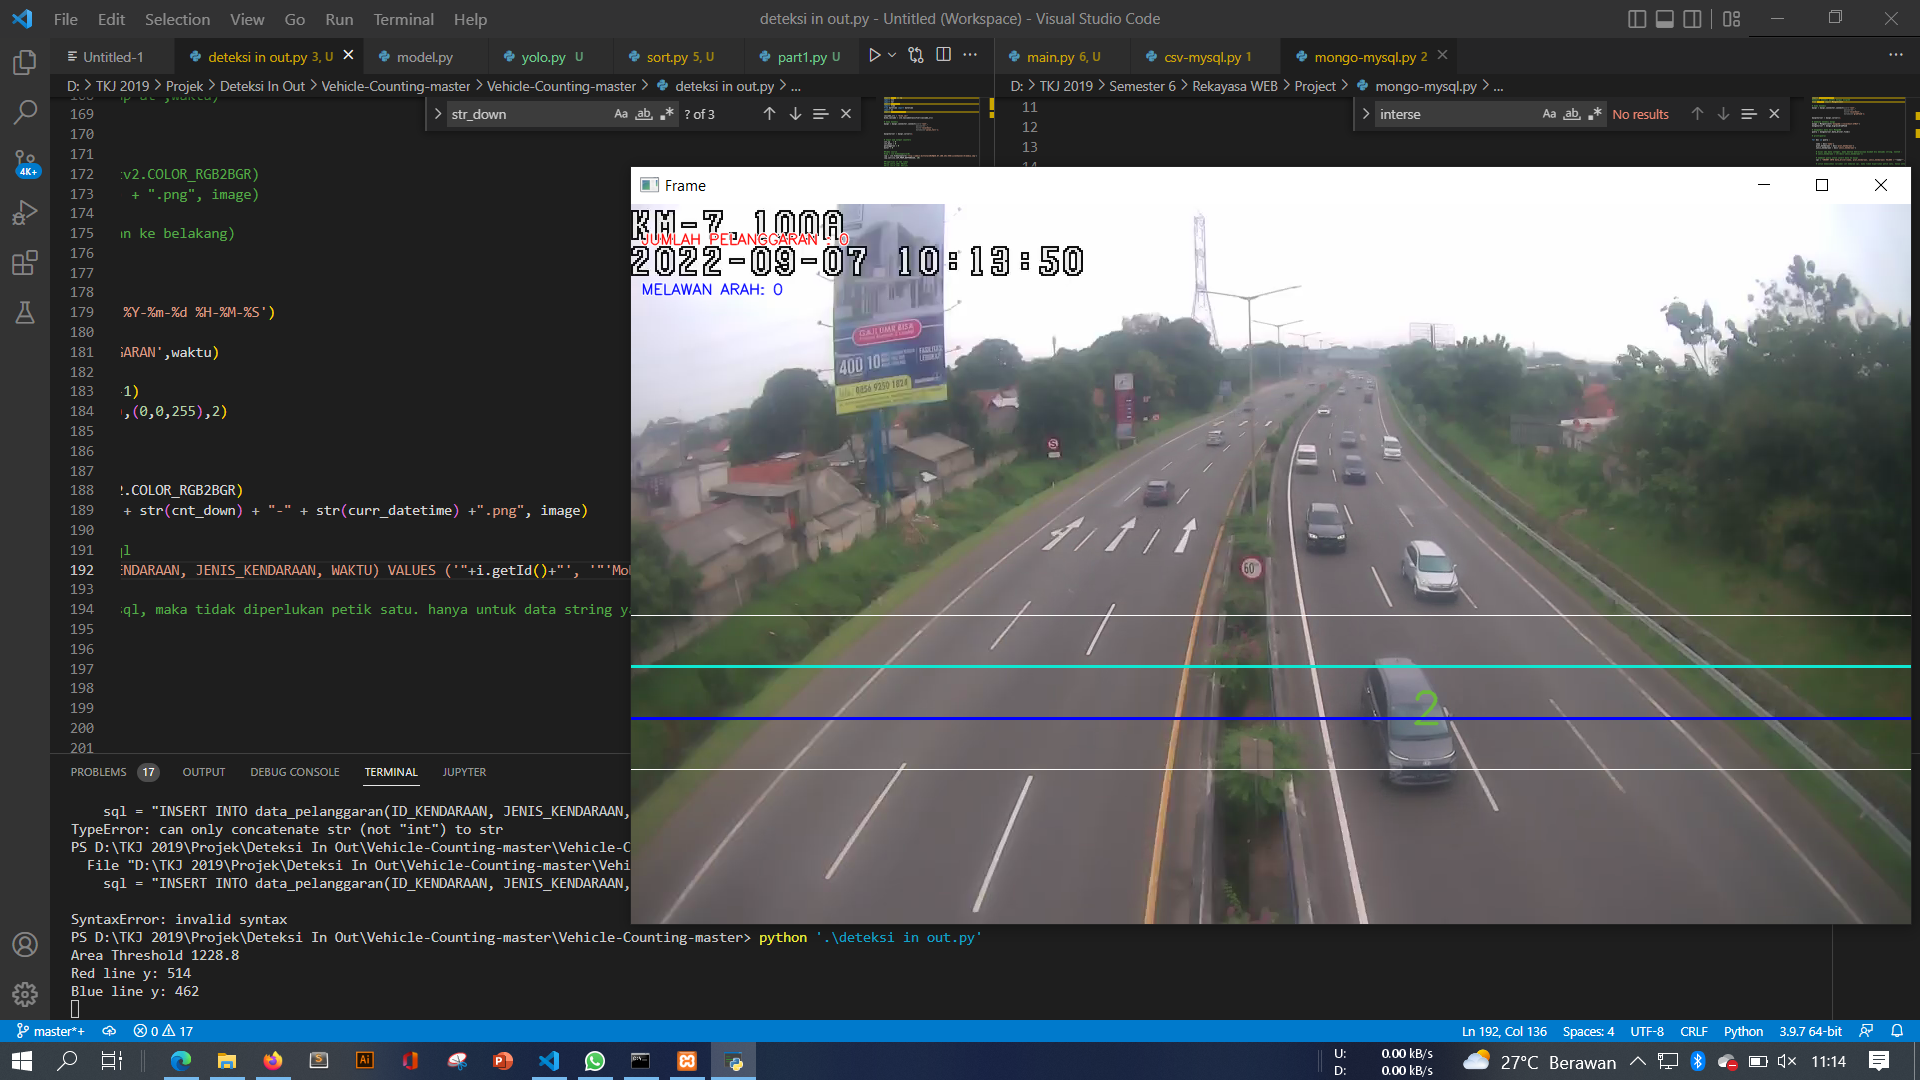 File Edit Selection View Go Run Terminal Help
deteksi in out.py - Untitled (Workspace) - Visual Studio Code
Untitled-1
deteksi in out.py 3, U
model.py
yolo.py U
sort.py 5, U
part1.py U
main.py 6, U
csv-mysql.py 1
mongo-mysql.py 2
D: > TKJ 2019 > Projek > Deteksi In Out > Vehicle-Counting-master > Vehicle-Counting-master > deteksi in out.py > ...
D: > TKJ 2019 > Semester 6 > Rekayasa WEB > Project > mongo-mysql.py > ...
str_down Aa ab ? of 3
interse Aa ab No results
169
170
171
172 v2.COLOR_RGB2BGR)
173 + ".png", image)
174
175 an ke belakang)
176
177
178
179 %Y-%m-%d %H-%M-%S')
180
181 GARAN',waktu)
182
183 1)
184 ,(0,0,255),2)
185
186
187
188 2.COLOR_RGB2BGR)
189 + str(cnt_down) + "-" + str(curr_datetime) +".png", image)
190
191 ql
192 ENDARAAN, JENIS_KENDARAAN, WAKTU) VALUES ('"+i.getId()+"', '"'Mo
193
194 sql, maka tidak diperlukan petik satu. hanya untuk data string y
195
196
197
198
199
200
201
11
12
13
14
Frame
KM-7.100A
JUMLAH PELANGGARAN : 0
2022-09-07 10:13:50
MELAWAN ARAH: 0
400 10
0856 9250 1824
S
60
2
PROBLEMS 17 OUTPUT DEBUG CONSOLE TERMINAL JUPYTER
sql = "INSERT INTO data_pelanggaran(ID_KENDARAAN, JENIS_KENDARAAN,
TypeError: can only concatenate str (not "int") to str
PS D:\TKJ 2019\Projek\Deteksi In Out\Vehicle-Counting-master\Vehicle-C
File "D:\TKJ 2019\Projek\Deteksi In Out\Vehicle-Counting-master\Vehi
sql = "INSERT INTO data_pelanggaran(ID_KENDARAAN, JENIS_KENDARAAN,
SyntaxError: invalid syntax
PS D:\TKJ 2019\Projek\Deteksi In Out\Vehicle-Counting-master\Vehicle-Counting-master> python '.\deteksi in out.py'
Area Threshold 1228.8
Red line y: 514
Blue line y: 462
4K+
master*+ 0 17
Ln 192, Col 136 Spaces: 4 UTF-8 CRLF Python 3.9.7 64-bit
U: 0.00 kB/s
D: 0.00 kB/s
27°C Berawan
11:14